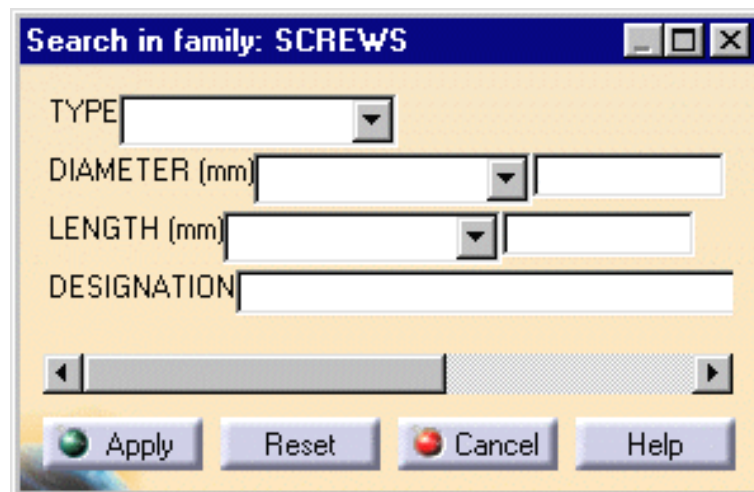 Search in family: SCREWS
TYPE
DIAMETER (mm)
LENGTH (mm)
DESIGNATION
Apply Reset Cancel Help